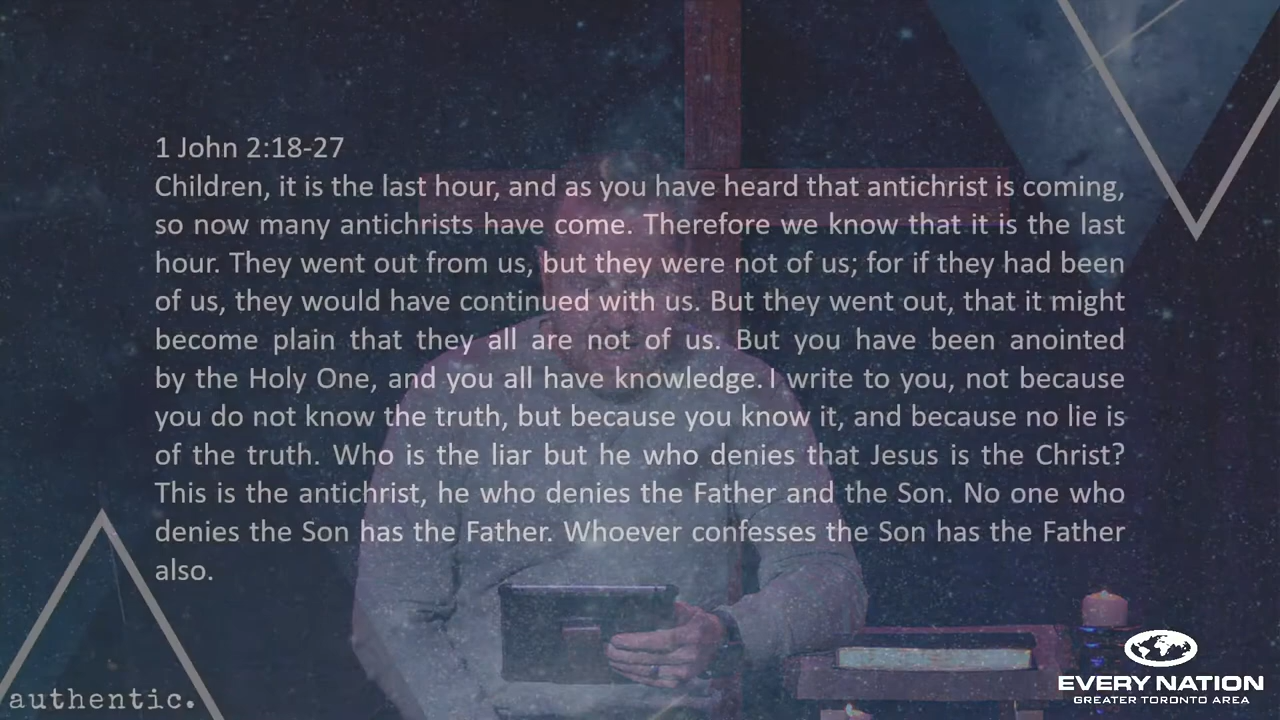 1 John 2:18-27
Children, it is the last hour, and as you have heard that antichrist is coming,
so now many antichrists have come. Therefore we know that it is the last
hour. They went out from us, but they were not of us; for if they had been
of us, they would have continued with us. But they went out, that it might
become plain that they all are not of us. But you have been anointed
by the Holy One, and you all have knowledge. I write to you, not because
you do not know the truth, but because you know it, and because no lie is
of the truth. Who is the liar but he who denies that Jesus is the Christ?
This is the antichrist, he who denies the Father and the Son. No one who
denies the Son has the Father. Whoever confesses the Son has the Father
also.
authentic.
EVERY NATION
GREATER TORONTO AREA